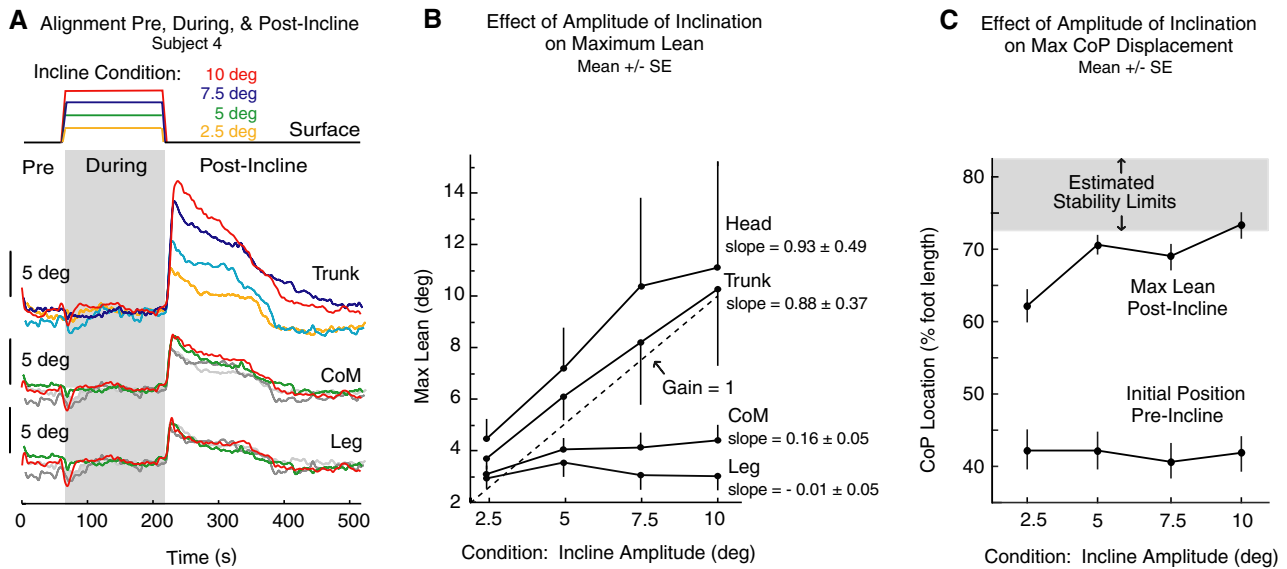 A
Alignment Pre, During, & Post-Incline
Subject 4
Incline Condition:
10 deg
7.5 deg
5 deg
2.5 deg
Surface
Pre
During
Post-Incline
5 deg
Trunk
5 deg
CoM
5 deg
Leg
0 100 200 300 400 500
Time (s)
B
Effect of Amplitude of Inclination
on Maximum Lean
Mean +/- SE
Max Lean (deg)
14
12
10
8
6
4
2
Head
slope = 0.93 ± 0.49
Trunk
slope = 0.88 ± 0.37
Gain = 1
CoM
slope = 0.16 ± 0.05
Leg
slope = - 0.01 ± 0.05
2.5 5 7.5 10
Condition: Incline Amplitude (deg)
C
Effect of Amplitude of Inclination
on Max CoP Displacement
Mean +/- SE
CoP Location (% foot length)
80
70
60
50
40
Estimated
Stability Limits
Max Lean
Post-Incline
Initial Position
Pre-Incline
2.5 5 7.5 10
Condition: Incline Amplitude (deg)